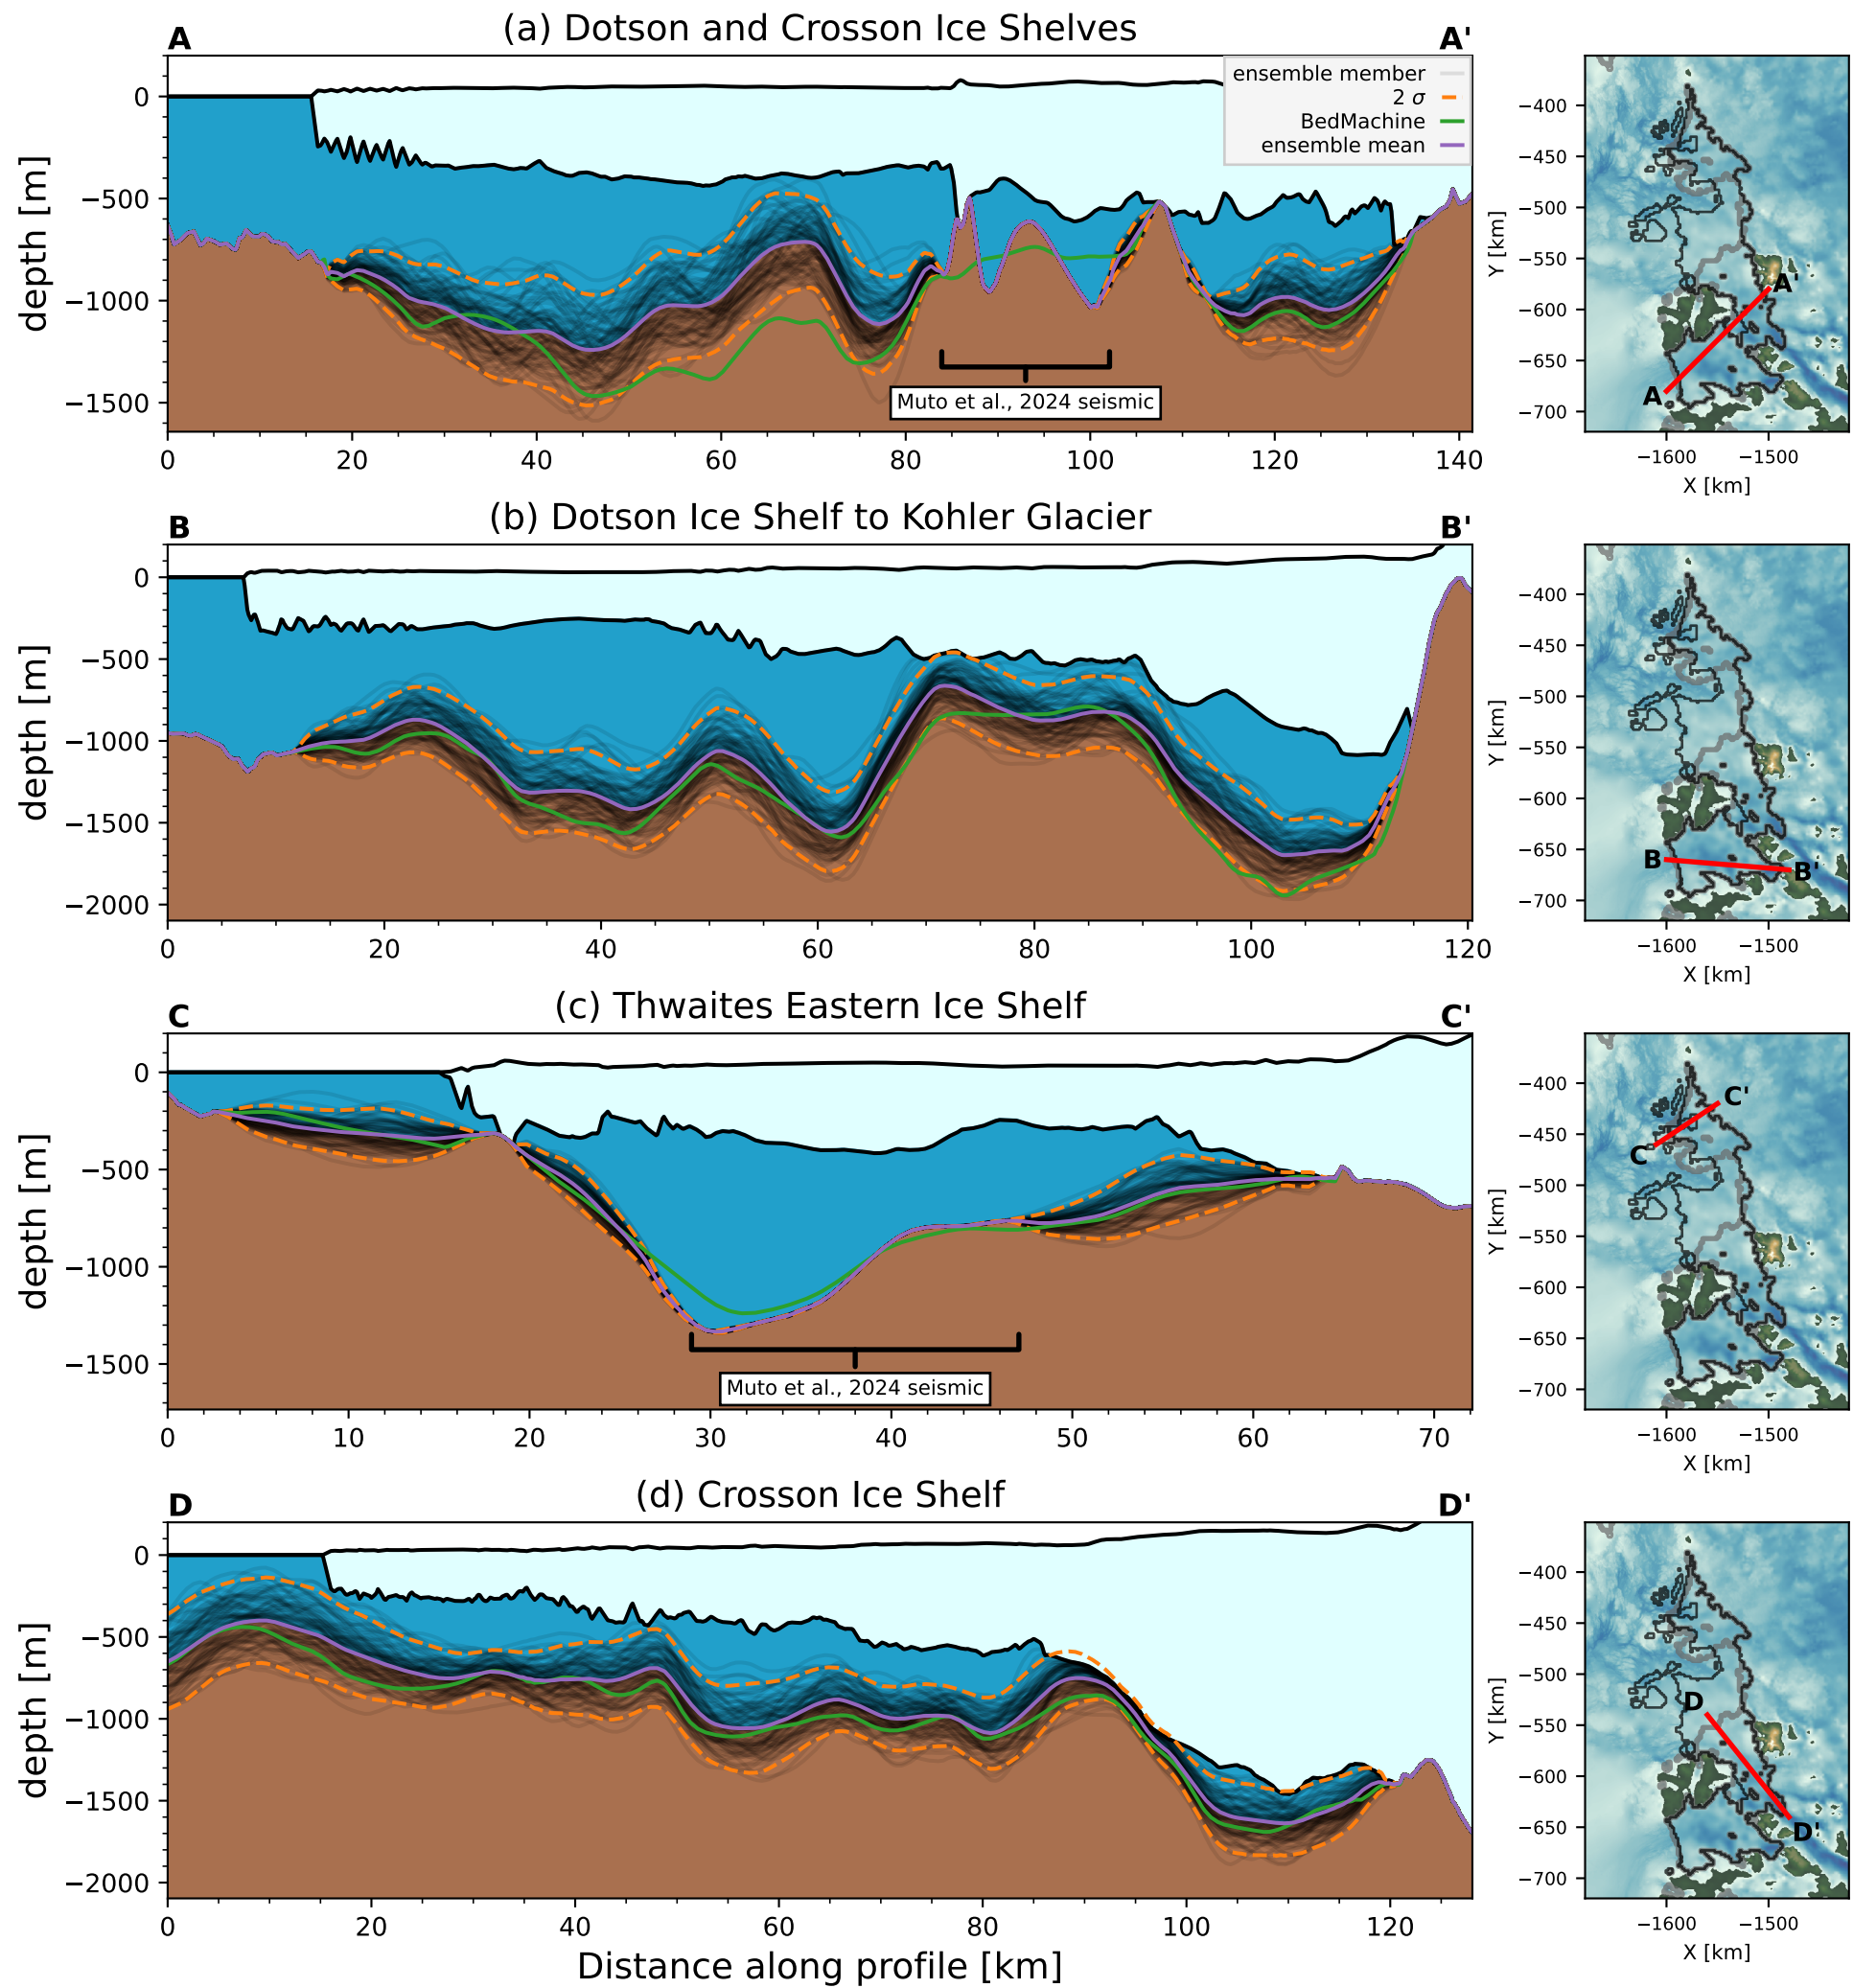 (a) Dotson and Crosson Ice Shelves
A
A'
ensemble member
2 σ
BedMachine
ensemble mean
depth [m]
0
−500
−1000
−1500
Muto et al., 2024 seismic
0 20 40 60 80 100 120 140
−400
−450
−500
−550
−600
−650
−700
Y [km]
A'
A
−1600 −1500
X [km]
(b) Dotson Ice Shelf to Kohler Glacier
B
B'
depth [m]
0
−500
−1000
−1500
−2000
0 20 40 60 80 100 120
−400
−450
−500
−550
−600
−650
−700
Y [km]
B
B'
−1600 −1500
X [km]
(c) Thwaites Eastern Ice Shelf
C
C'
depth [m]
0
−500
−1000
−1500
Muto et al., 2024 seismic
0 10 20 30 40 50 60 70
−400
−450
−500
−550
−600
−650
−700
Y [km]
C'
C
−1600 −1500
X [km]
(d) Crosson Ice Shelf
D
D'
depth [m]
0
−500
−1000
−1500
−2000
0 20 40 60 80 100 120
Distance along profile [km]
−400
−450
−500
−550
−600
−650
−700
Y [km]
D
D'
−1600 −1500
X [km]